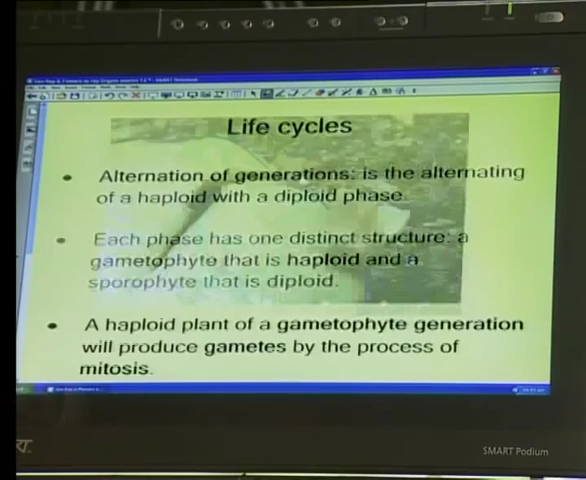 Life cycles
• Alternation of generations: is the alternating
of a haploid with a diploid phase.
• Each phase has one distinct structure: a
gametophyte that is haploid and a
sporophyte that is diploid.
• A haploid plant of a gametophyte generation
will produce gametes by the process of
mitosis.
SMART Podium